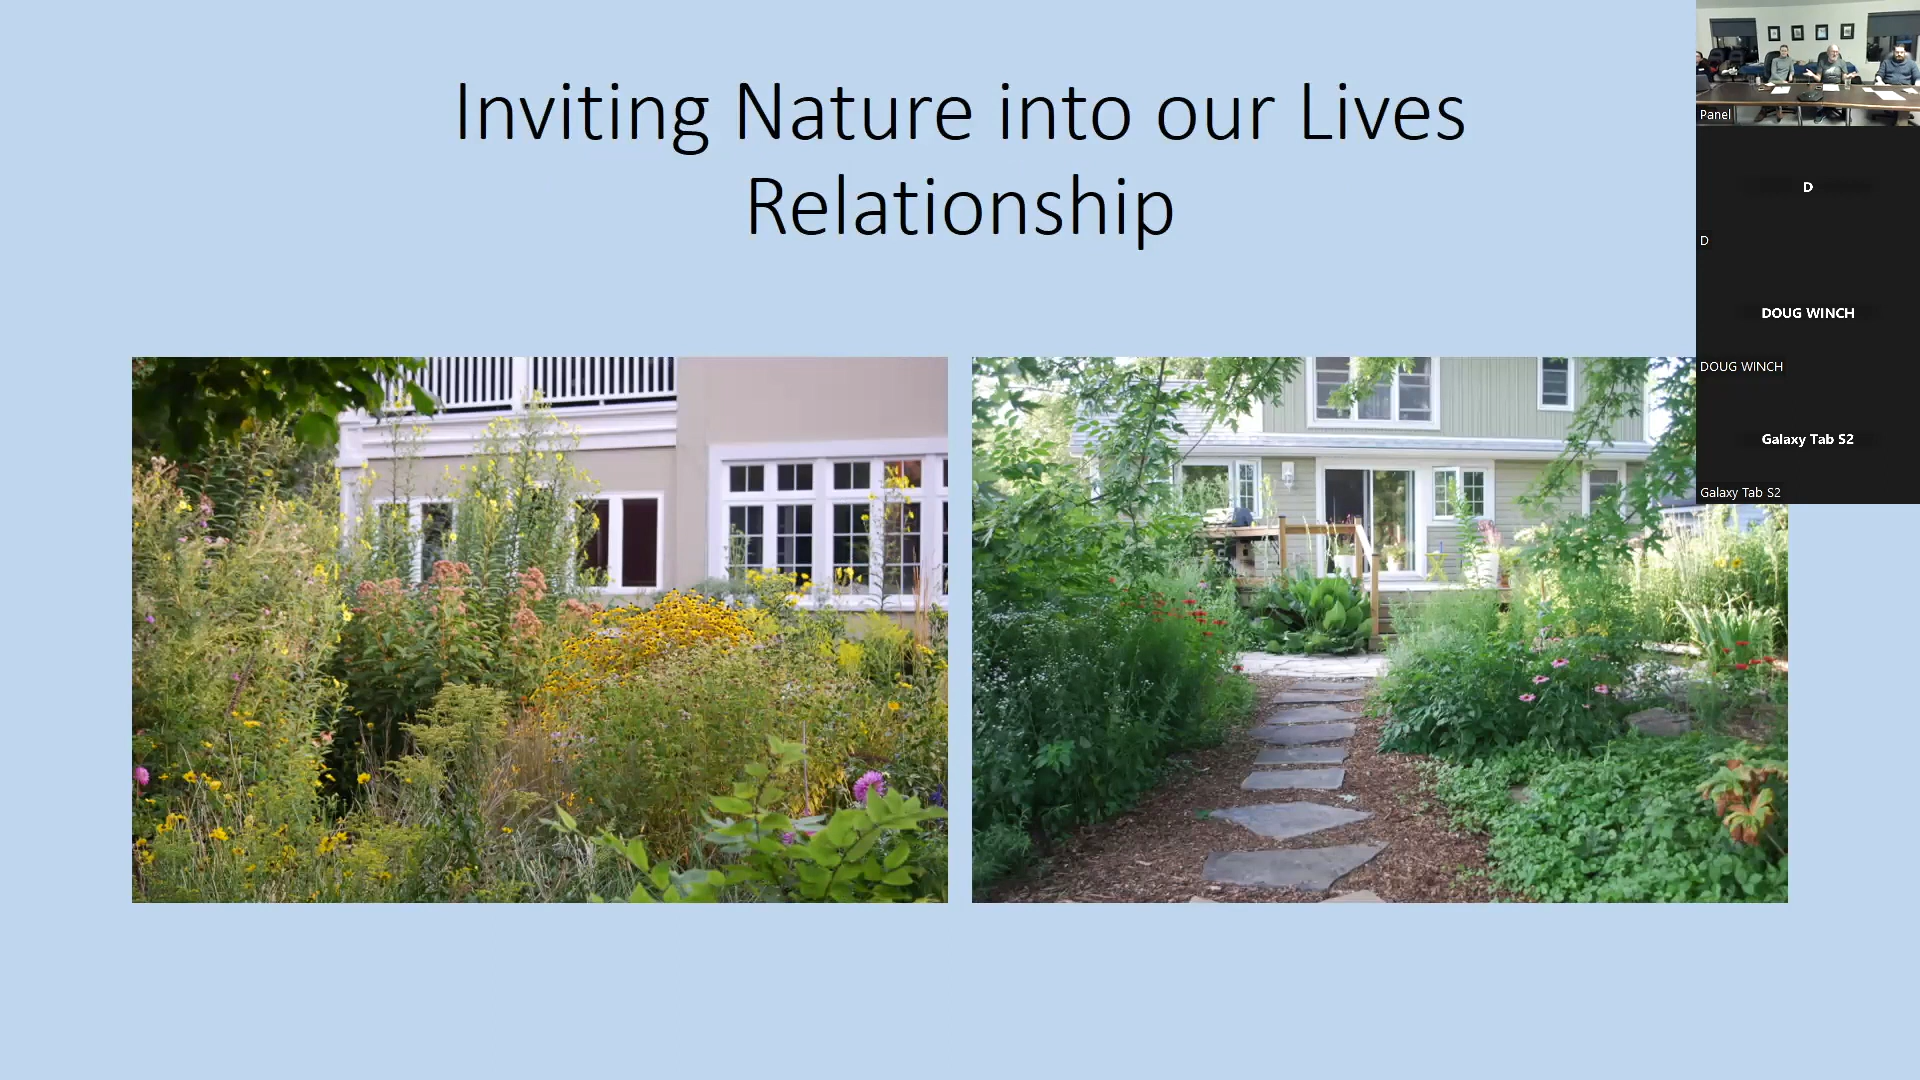 Inviting Nature into our Lives
Relationship
Panel
D
D
DOUG WINCH
DOUG WINCH
Galaxy Tab S2
Galaxy Tab S2